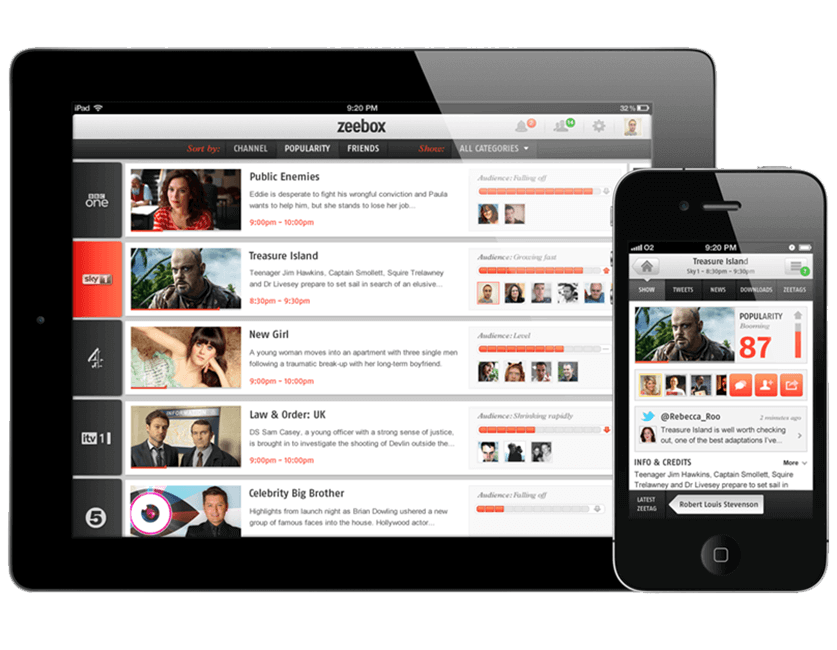 iPad 9:20 PM 32%
zeebox
Sort by: CHANNEL POPULARITY FRIENDS Show: ALL CATEGORIES
BBC one
Public Enemies
Eddie is desperate to fight his wrongful conviction and Paula
wants to help him, but she stands to lose her job...
9:00pm – 10:00pm
Audience: Falling off
sky 1
Treasure Island
Teenager Jim Hawkins, Captain Smollett, Squire Trelawney
and Dr Livesey prepare to set sail in search of an elusive...
8:30pm – 9:30pm
Audience: Growing fast
4
New Girl
A young woman moves into an apartment with three single men
following a traumatic break-up with her long-term boyfriend.
9:00pm – 10:00pm
Audience: Level
itv 1
Law & Order: UK
DS Sam Casey, a young officer with a strong sense of justice,
is brought in to investigate the shooting of Devlin outside the...
9:00pm – 10:00pm
Audience: Shrinking rapidly
5
Celebrity Big Brother
Highlights from launch night as Brian Dowling ushered a new
group of famous faces into the house. Hollywood actor...
Audience: Falling off
O2 9:20 PM
Treasure Island
Sky 1 – 8:30pm – 9:30pm
SHOW TWEETS NEWS DOWNLOADS ZEETAGS
POPULARITY
Booming
87
@Rebecca_Roo 2 minutes ago
Treasure Island is well worth checking
out, one of the best adaptations I've...
INFO & CREDITS More
Teenager Jim Hawkins, Captain Smollett, Squire
Trelawney and Dr Livesey prepare to set sail in
LATEST
ZEETAG
Robert Louis Stevenson